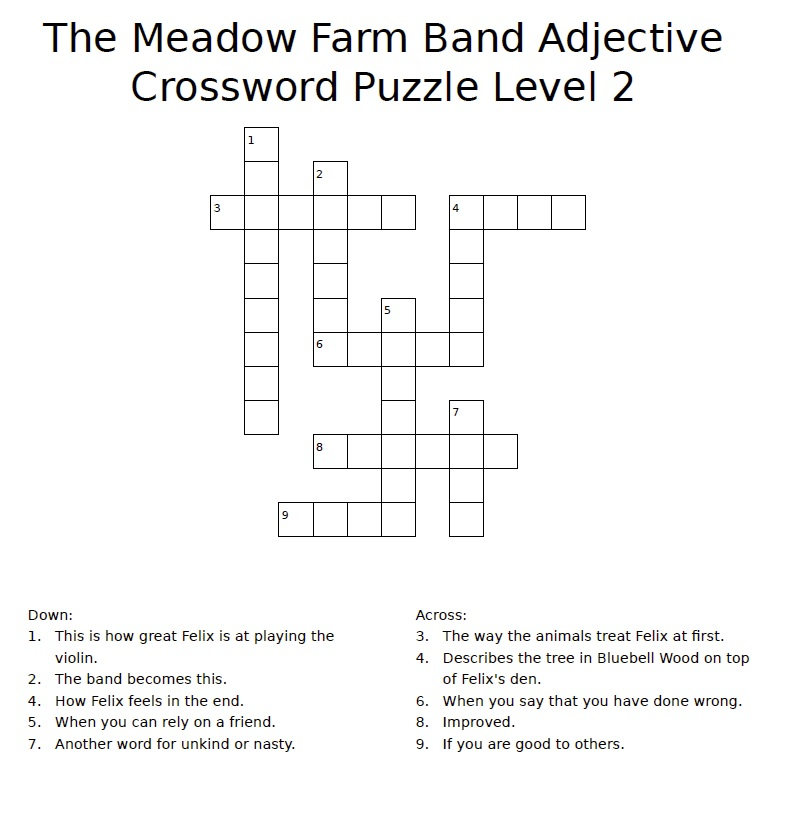 The Meadow Farm Band Adjective
Crossword Puzzle Level 2
1
2
3
4
5
6
7
8
9
Down:
1. This is how great Felix is at playing the
violin.
2. The band becomes this.
4. How Felix feels in the end.
5. When you can rely on a friend.
7. Another word for unkind or nasty.
Across:
3. The way the animals treat Felix at first.
4. Describes the tree in Bluebell Wood on top
of Felix's den.
6. When you say that you have done wrong.
8. Improved.
9. If you are good to others.